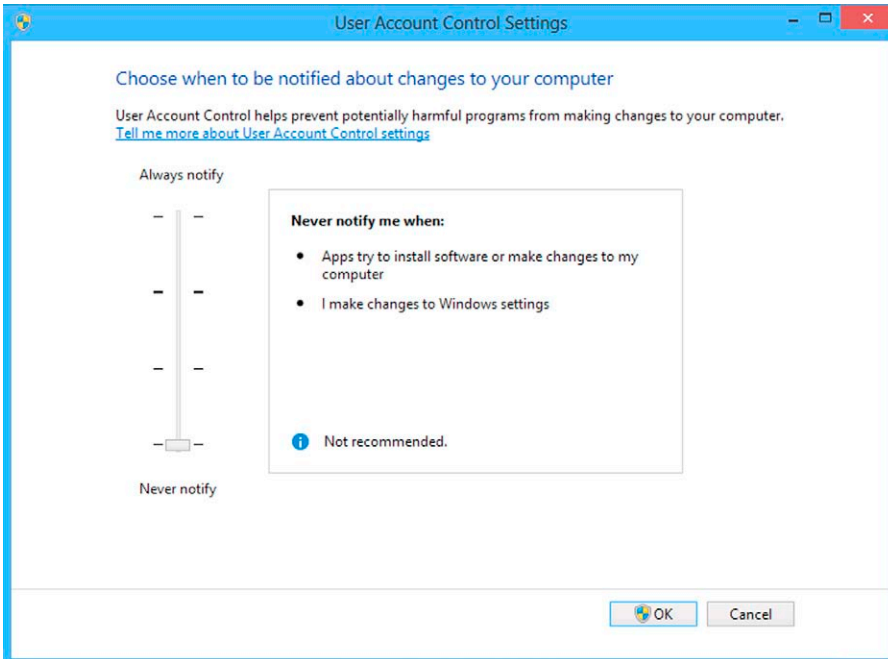 User Account Control Settings
Choose when to be notified about changes to your computer
User Account Control helps prevent potentially harmful programs from making changes to your computer.
Tell me more about User Account Control settings
Always notify
Never notify me when:
Apps try to install software or make changes to my
computer
I make changes to Windows settings
Not recommended.
Never notify
OK
Cancel